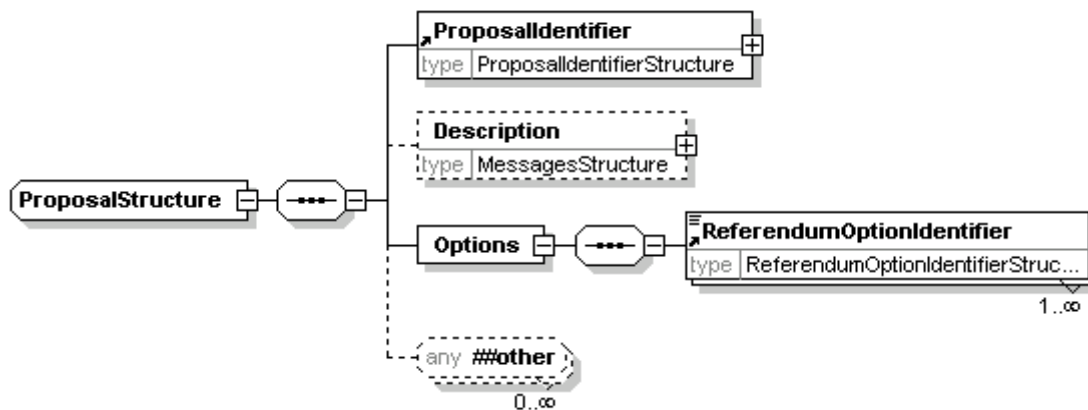 ProposalIdentifier
type ProposalIdentifierStructure
Description
type MessagesStructure
ProposalStructure
Options
ReferendumOptionIdentifier
type ReferendumOptionIdentifierStruc...
1..∞
any ##other
0..∞